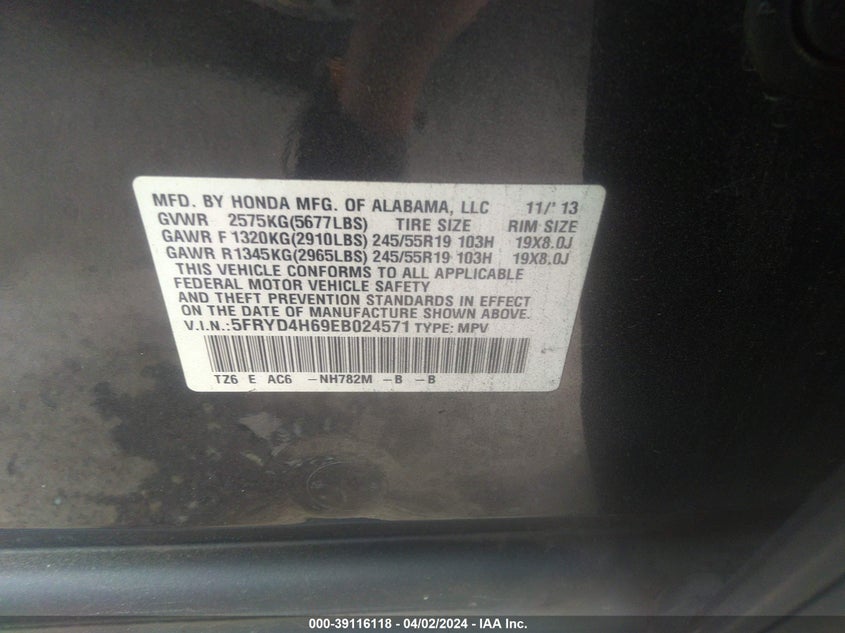 MFD. BY HONDA MFG. OF ALABAMA, LLC 11/'13
GVWR 2575KG(5677LBS) TIRE SIZE RIM SIZE
GAWR F 1320KG(2910LBS) 245/55R19 103H 19X8.0J
GAWR R1345KG(2965LBS) 245/55R19 103H 19X8.0J
THIS VEHICLE CONFORMS TO ALL APPLICABLE
FEDERAL MOTOR VEHICLE SAFETY
AND THEFT PREVENTION STANDARDS IN EFFECT
ON THE DATE OF MANUFACTURE SHOWN ABOVE.
V.I.N.:5FRYD4H69EB024571 TYPE: MPV
TZ6 E AC6 -NH782M -B -B
000-39116118 - 04/02/2024 - IAA Inc.